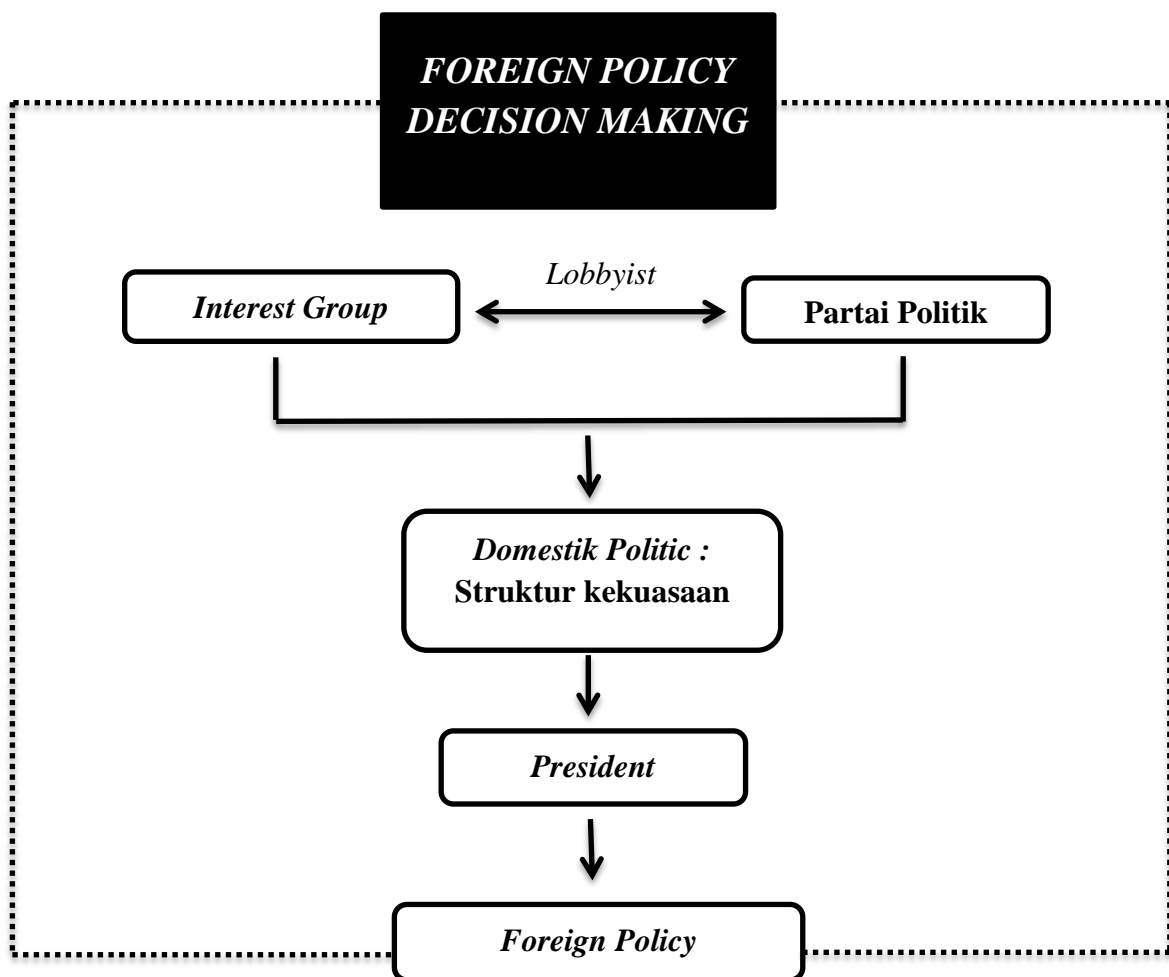 FOREIGN POLICY
DECISION MAKING
Lobbyist
Interest Group
Partai Politik
Domestik Politic :
Struktur kekuasaan
President
Foreign Policy